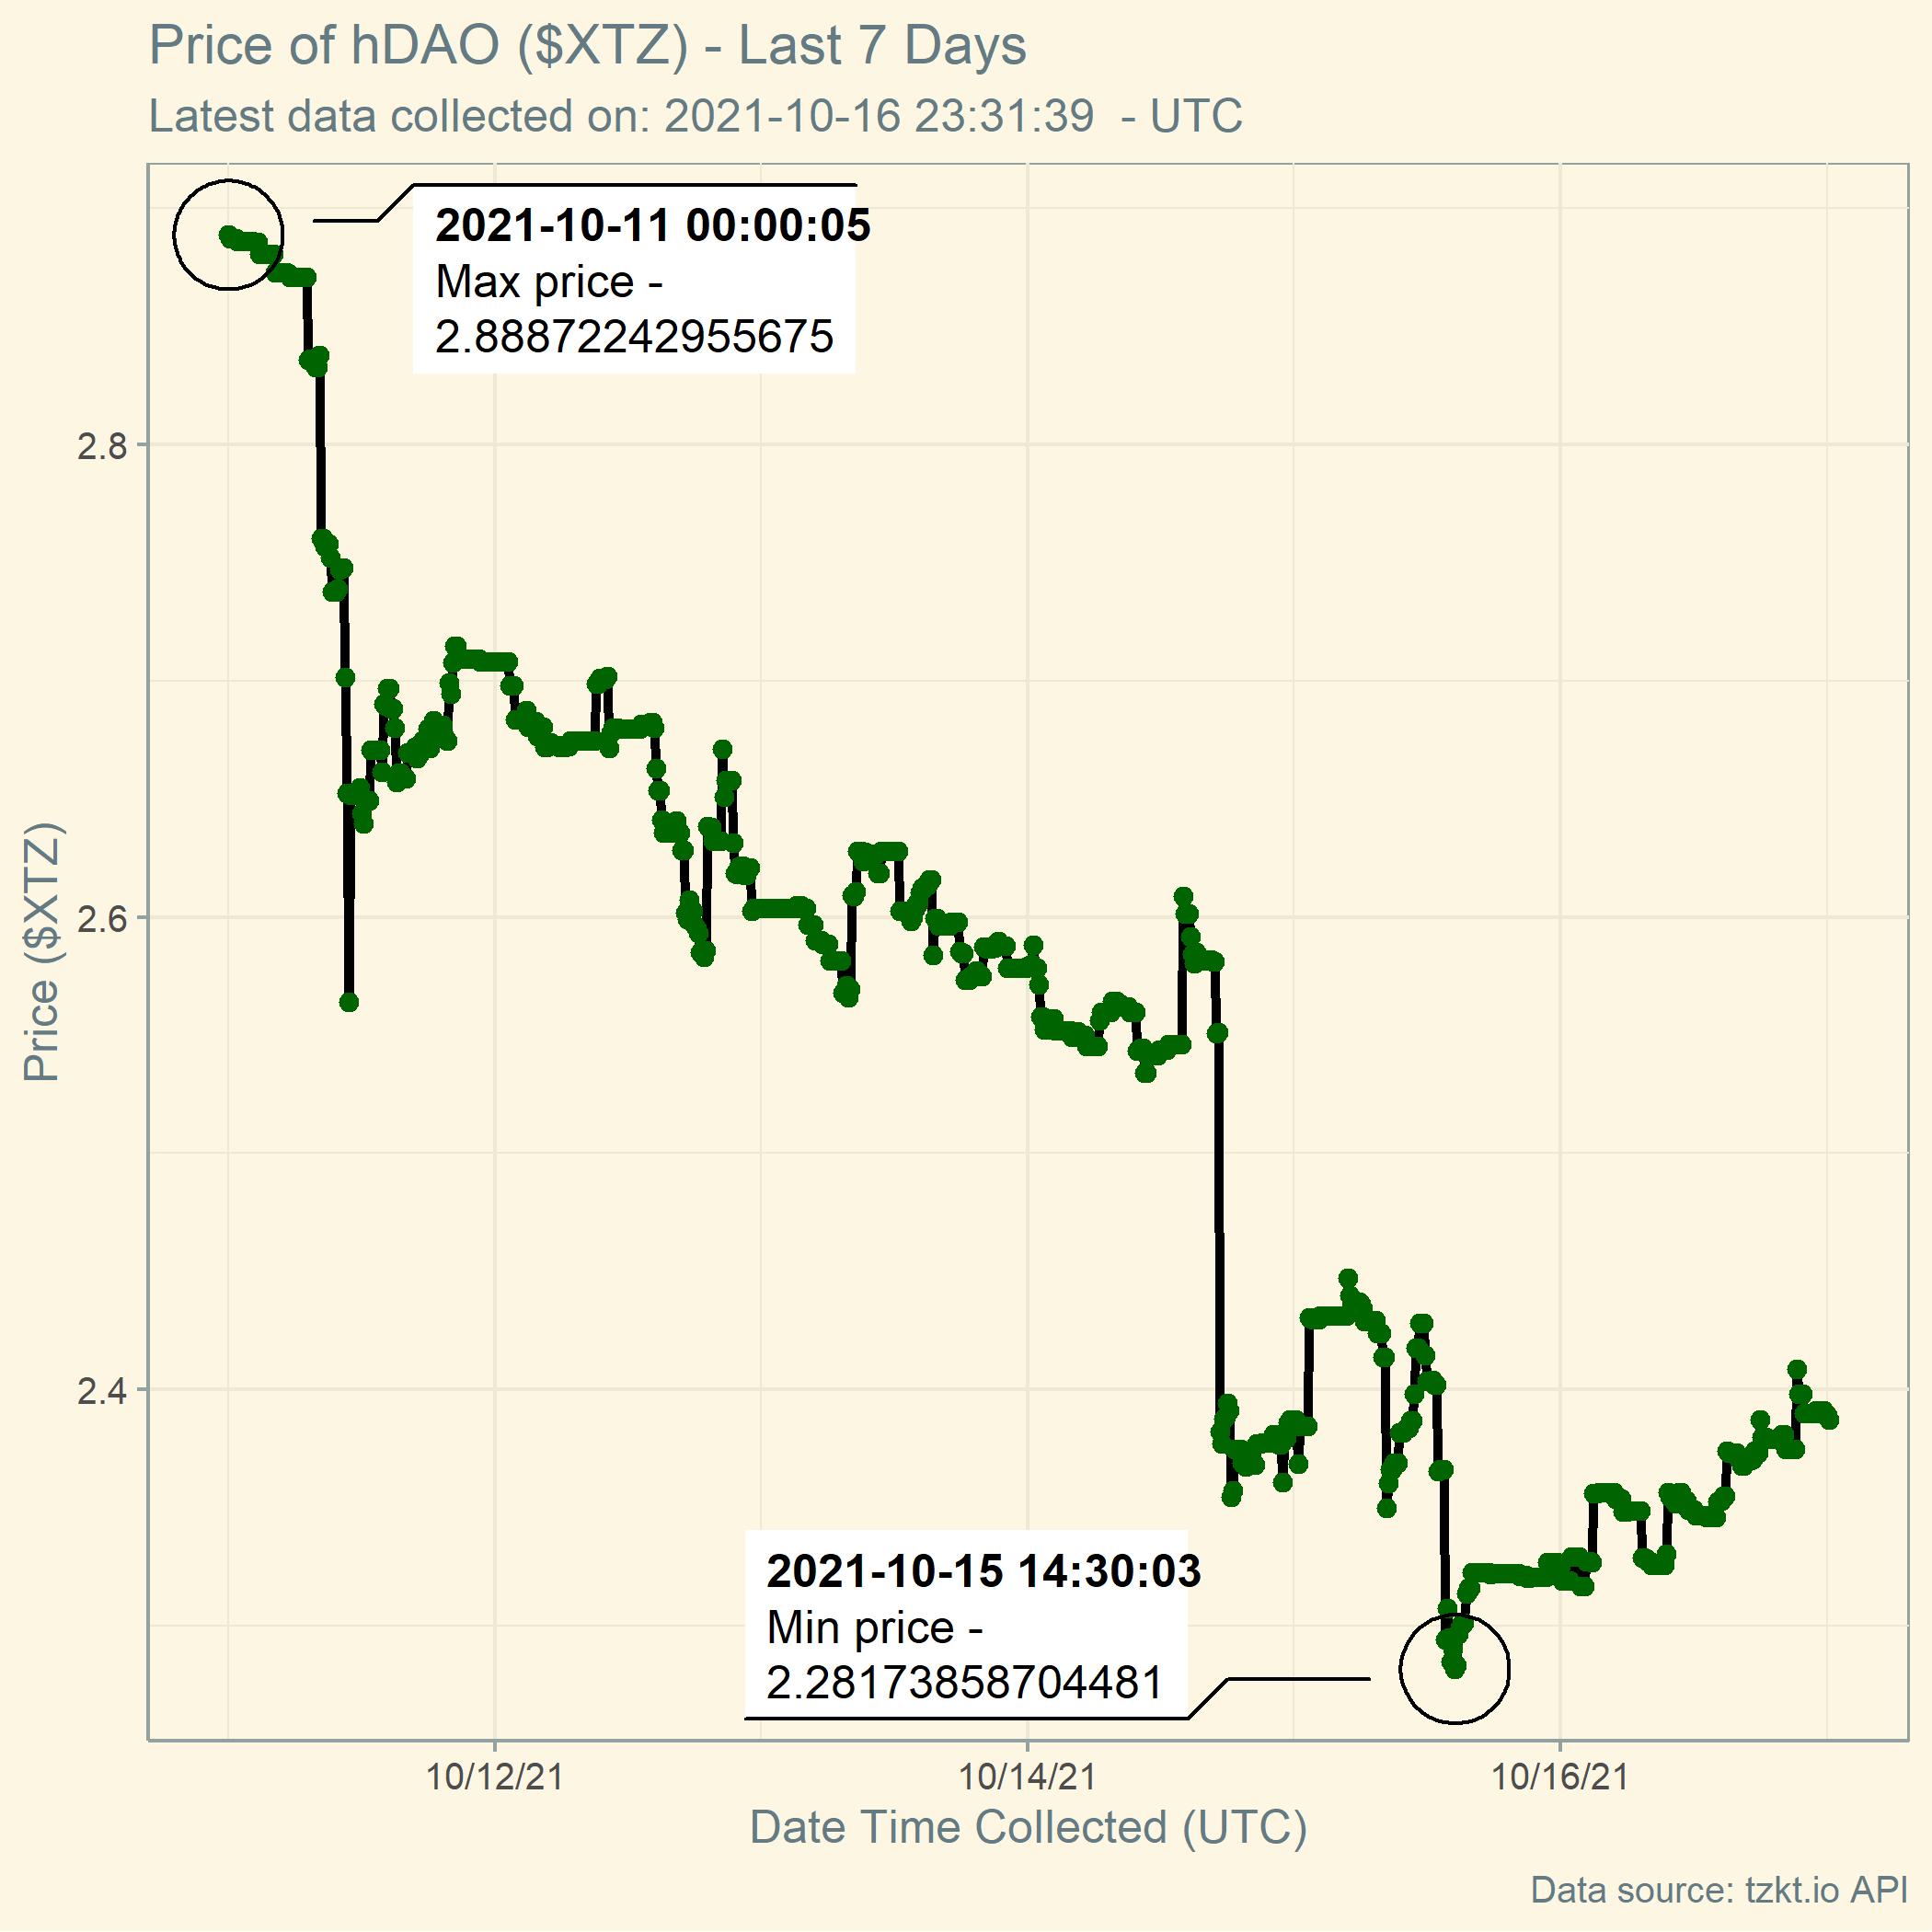 Price of hDAO ($XTZ) - Last 7 Days
Latest data collected on: 2021-10-16 23:31:39  - UTC
2021-10-11 00:00:05
Max price -
2.88872242955675
2.8
2.6
2.4
Price ($XTZ)
2021-10-15 14:30:03
Min price -
2.28173858704481
10/12/21
10/14/21
10/16/21
Date Time Collected (UTC)
Data source: tzkt.io API